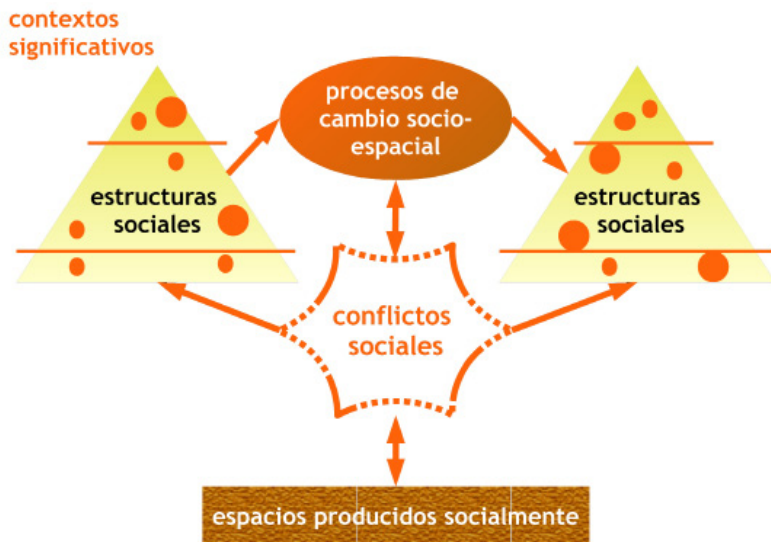 contextos
significativos
procesos de
cambio socio-
espacial
estructuras
sociales
estructuras
sociales
conflictos
sociales
espacios producidos socialmente